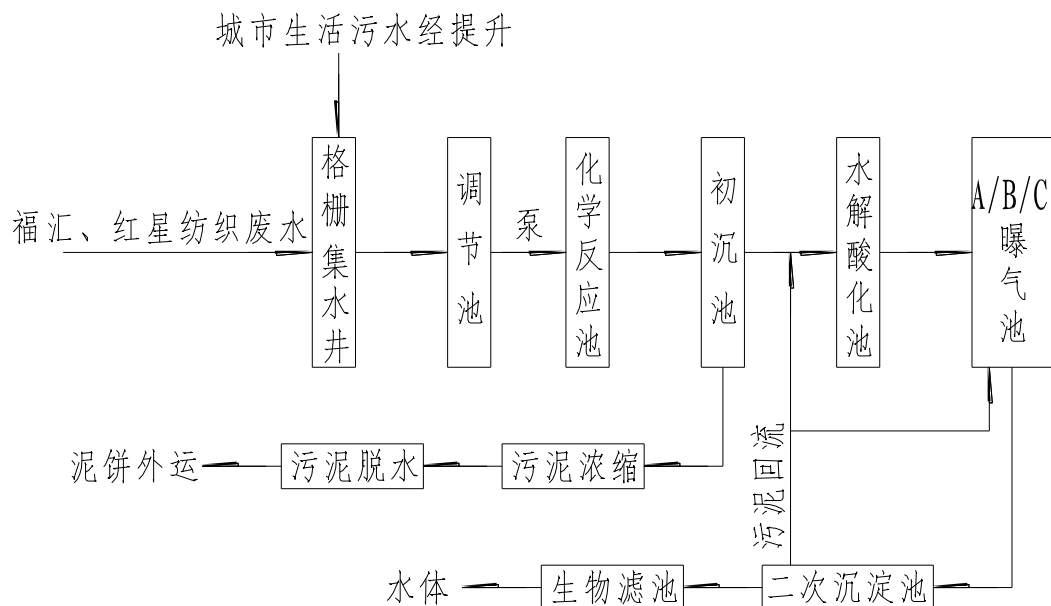 城市生活污水经提升
福汇、红星纺织废水
格栅集水井
调节池
泵
化学反应池
初沉池
水解酸化池
A/B/C
曝气池
泥饼外运
污泥脱水
污泥浓缩
污泥回流
水体
生物滤池
二次沉淀池